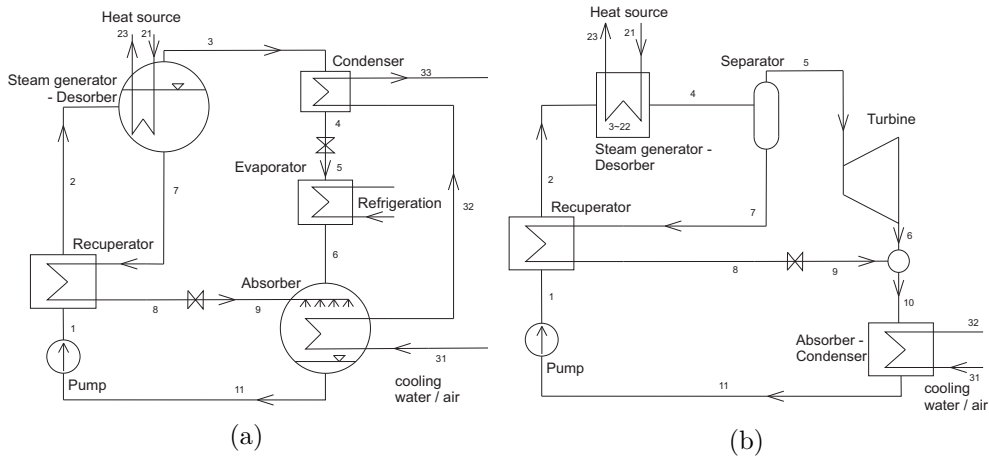 Heat source
23
21
3
Steam generator
- Desorber
Condenser
33
4
5
2
7
Evaporator
Refrigeration
32
Recuperator
6
Absorber
8
9
1
31
Pump
cooling
water / air
11
(a)
Heat source
23
21
Separator
5
4
Turbine
3~22
Steam generator -
Desorber
2
7
Recuperator
6
8
9
1
10
32
Absorber -
Condenser
Pump
31
11
cooling
water / air
(b)